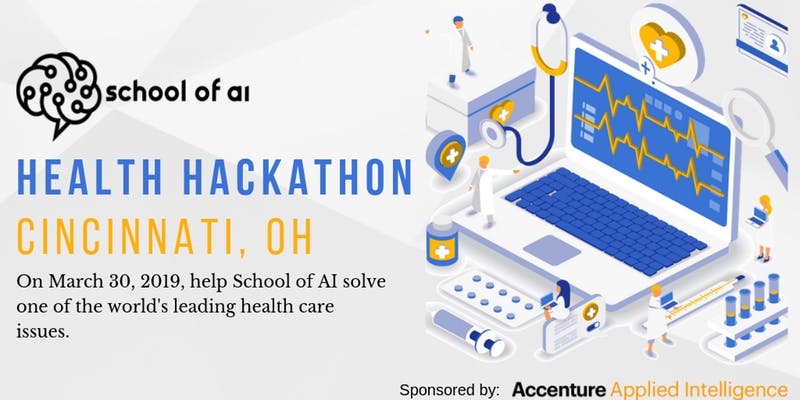 school of ai
HEALTH HACKATHON
CINCINNATI, OH
On March 30, 2019, help School of AI solve
one of the world's leading health care
issues.
Sponsored by: Accenture Applied Intelligence